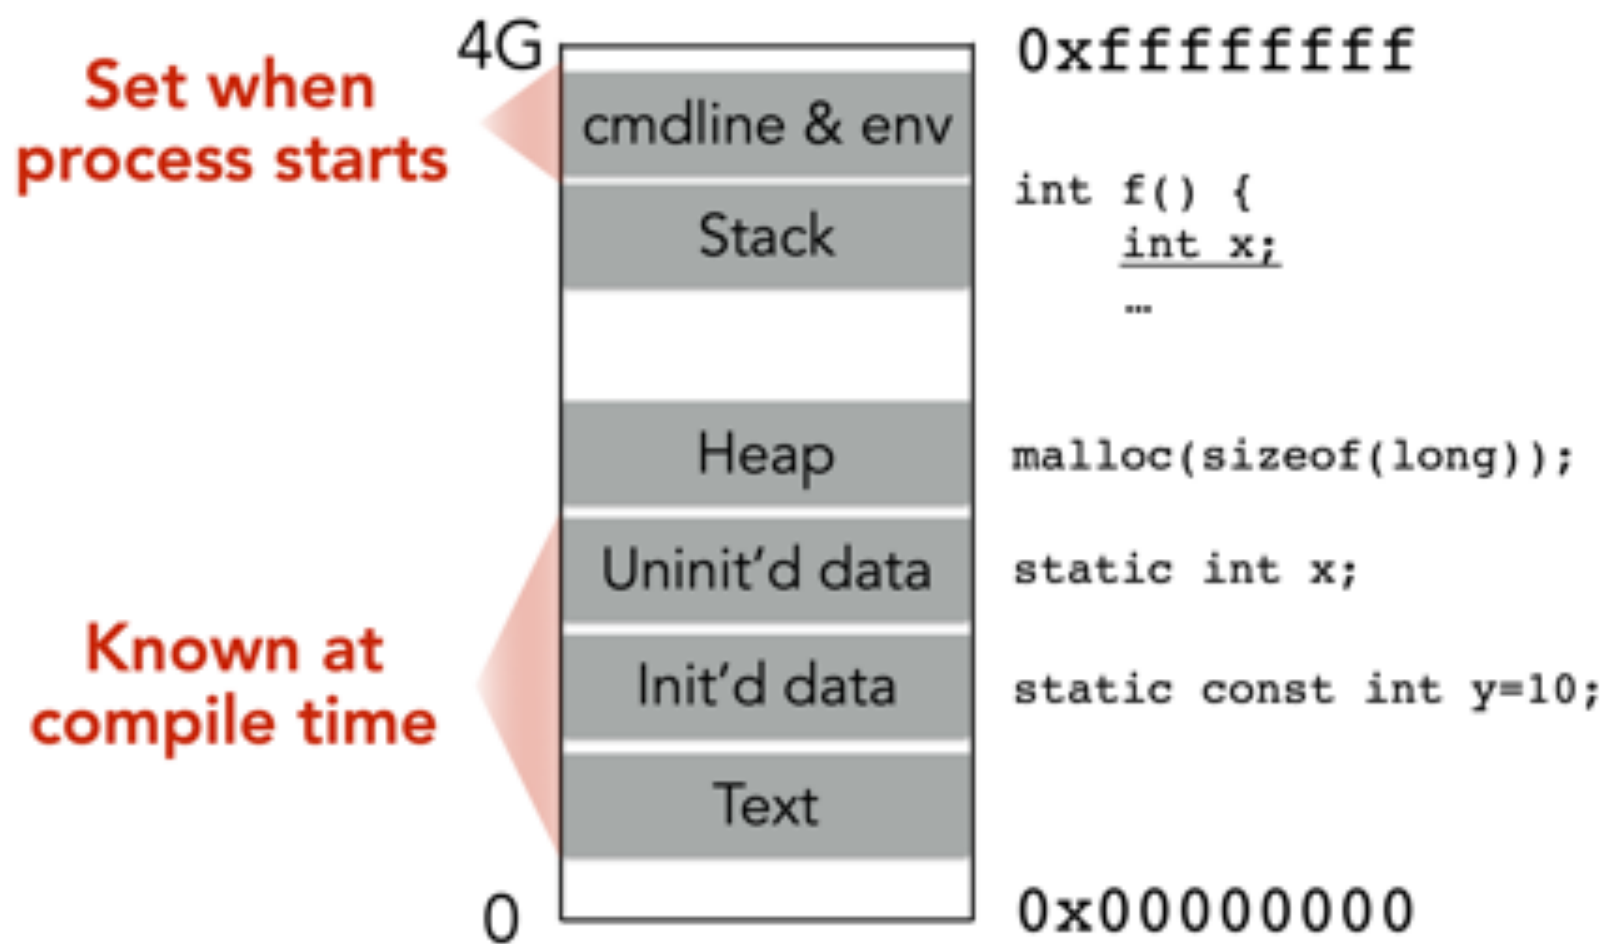 4G
0xffffffff
Set when
process starts
cmdline & env
int f() {
Stack
int x;
…
Heap
malloc(sizeof(long));
Uninit’d data
static int x;
Known at
compile time
Init’d data
static const int y=10;
Text
0
0x00000000